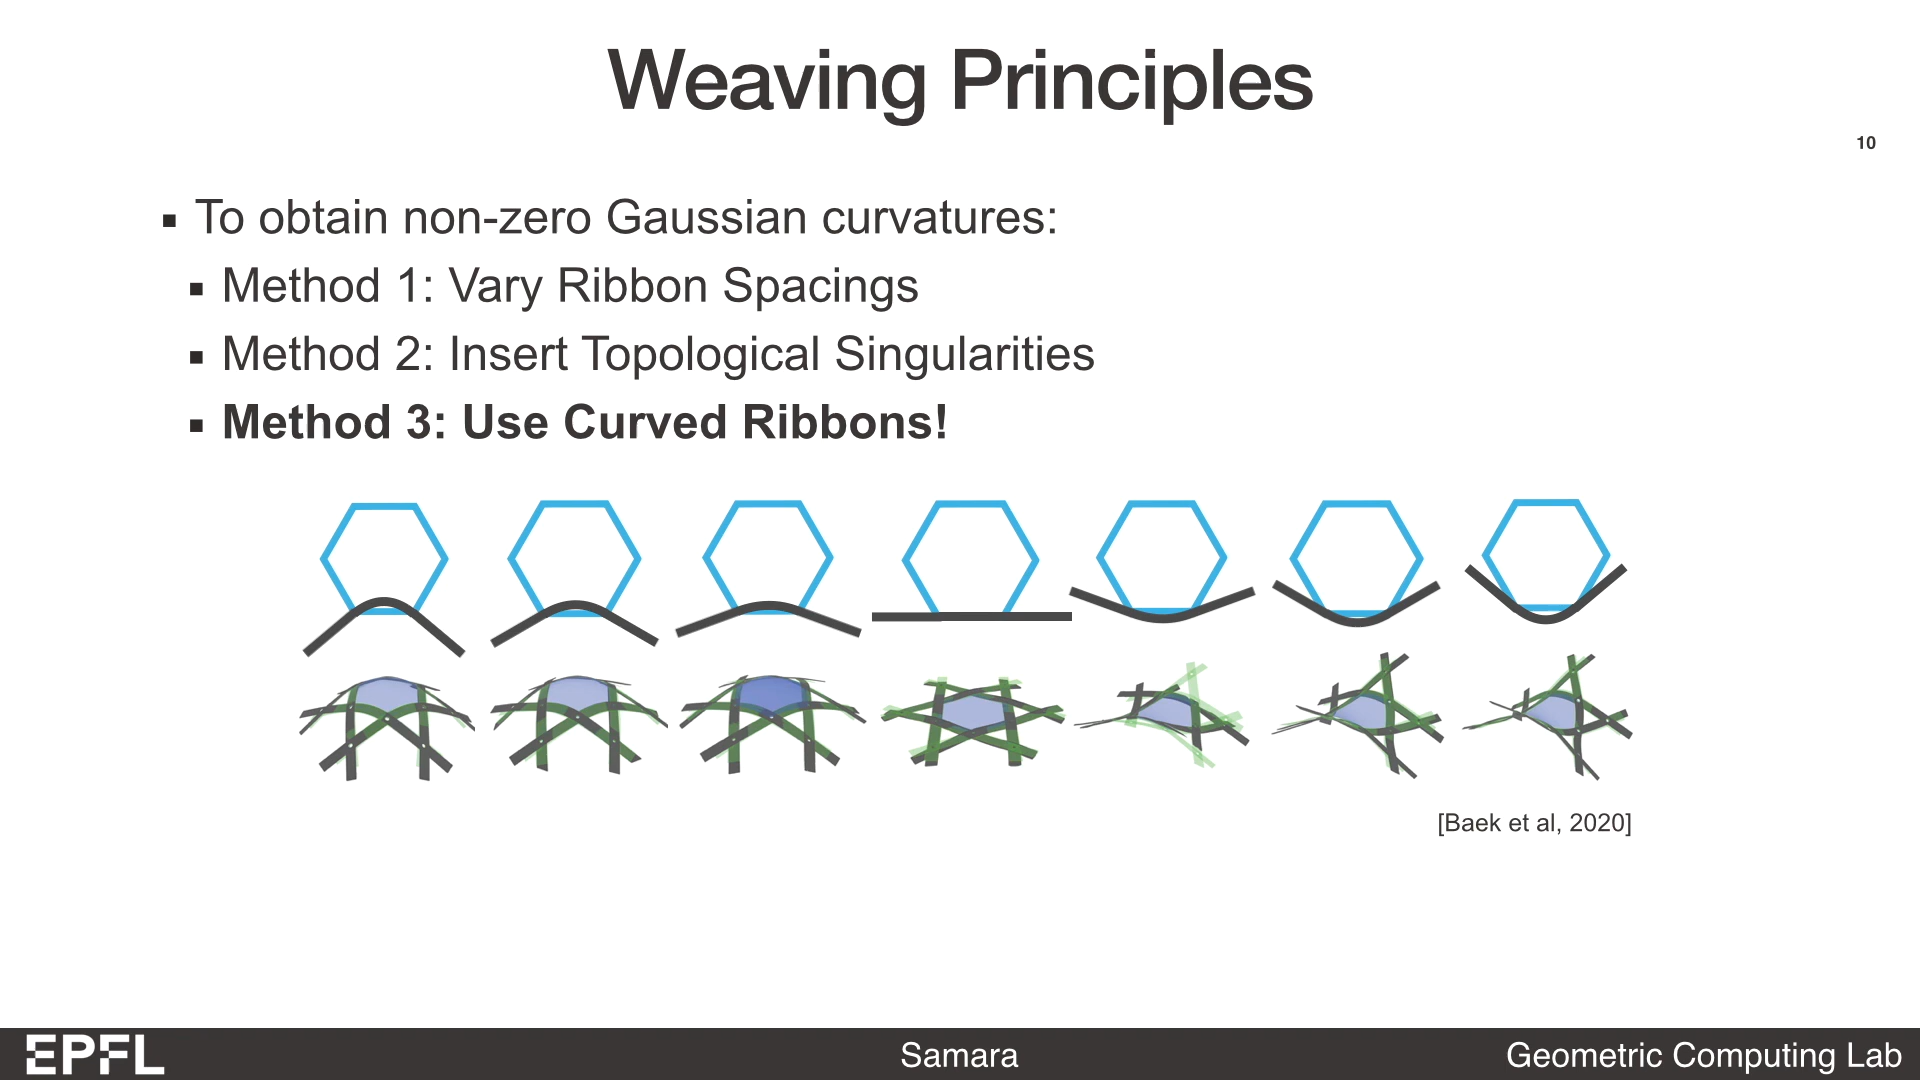 Weaving Principles
10
▪ To obtain non-zero Gaussian curvatures:
▪ Method 1: Vary Ribbon Spacings
▪ Method 2: Insert Topological Singularities
▪ Method 3: Use Curved Ribbons!
[Baek et al, 2020]
EPFL
Samara
Geometric Computing Lab